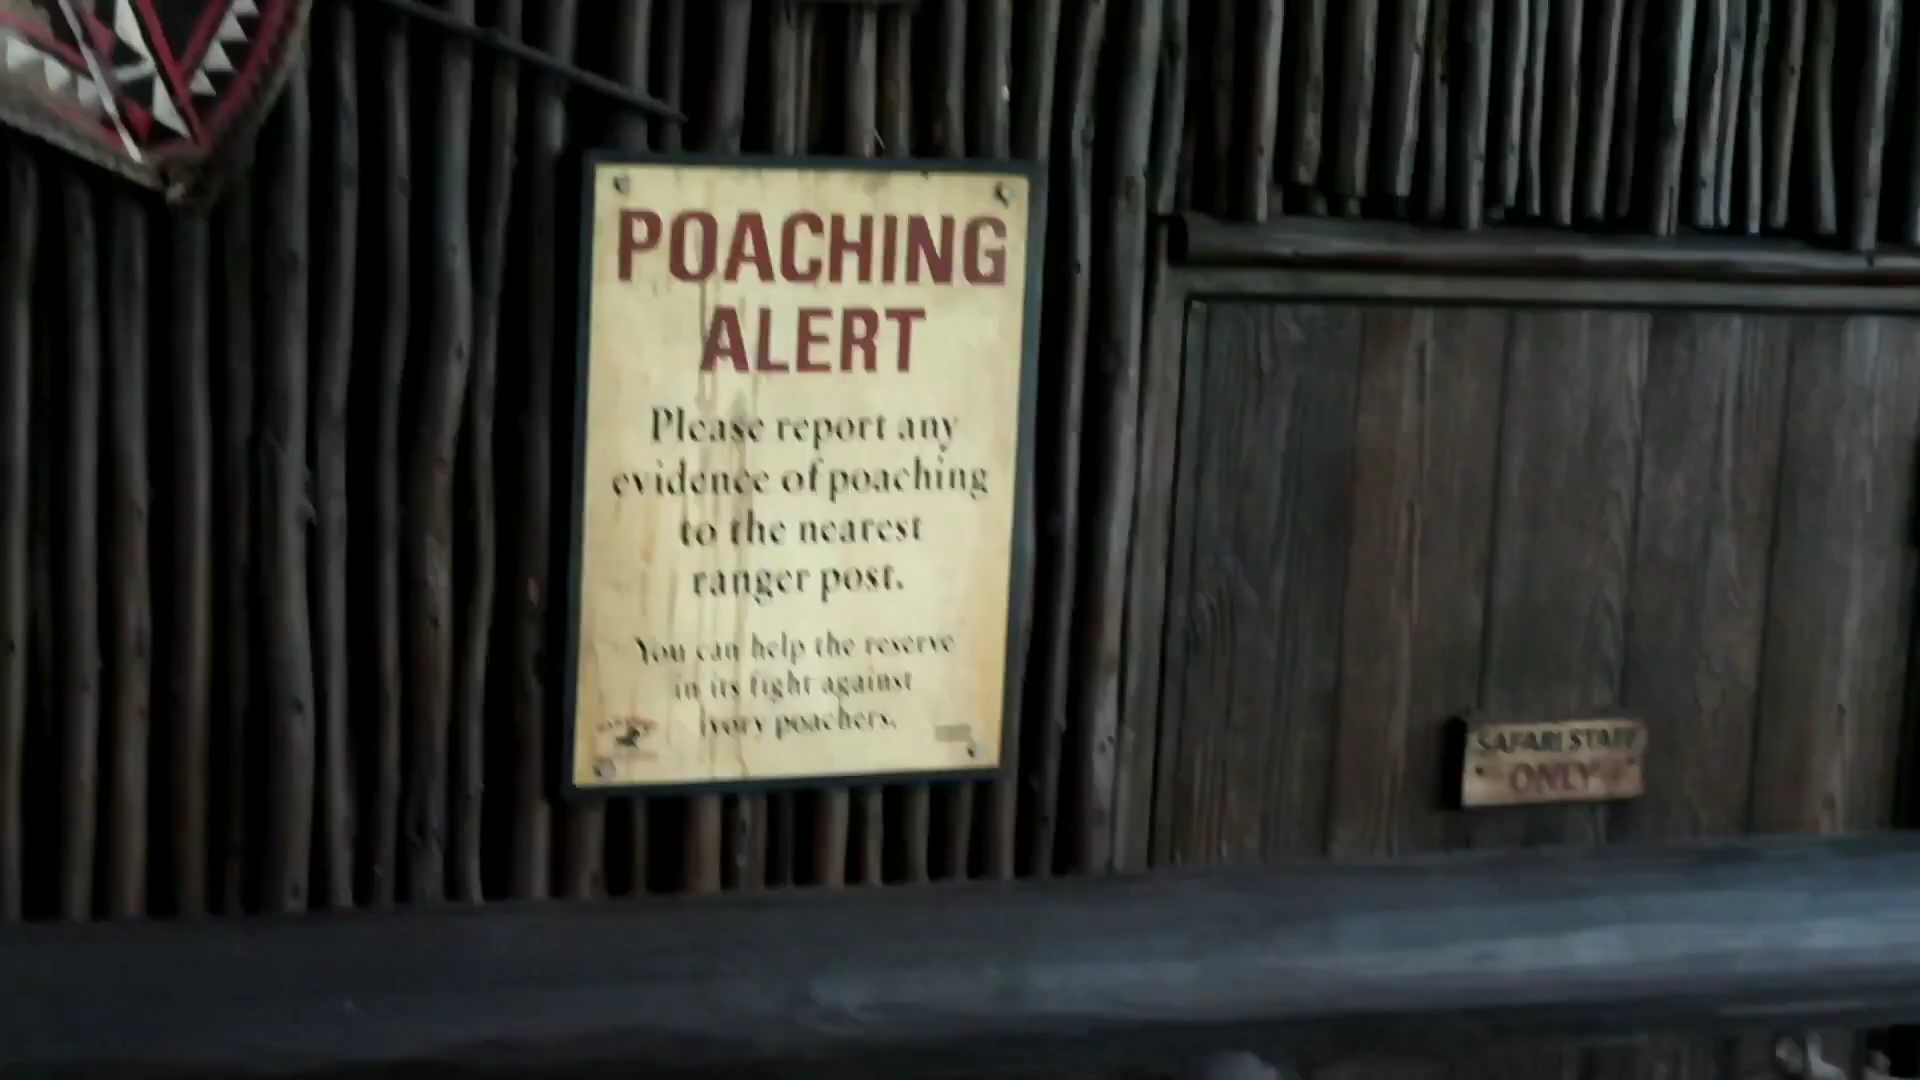 POACHING
ALERT
Please report any
evidence of poaching
to the nearest
ranger post.
You can help the reserve
in its fight against
ivory poachers.
SAFARI STAFF
ONLY